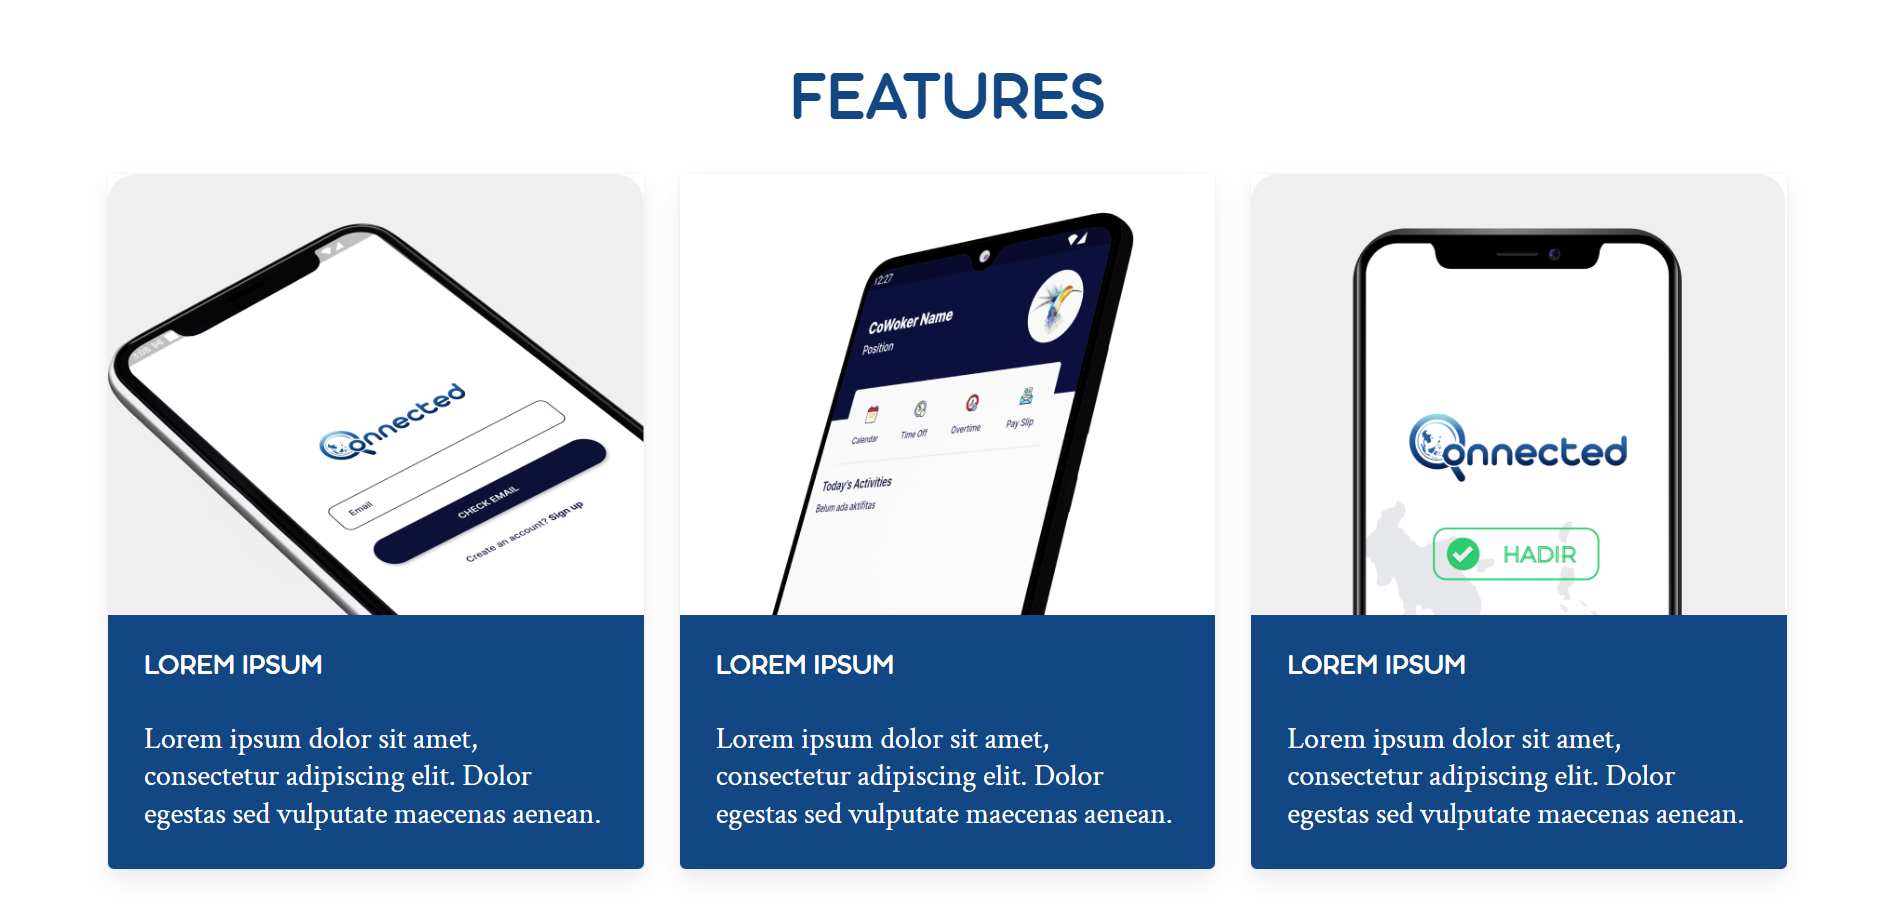 FEATURES
Connected
Email
CHECK EMAIL
Create an account? Sign up
12:27
CoWoker Name
Position
Calendar
Time Off
Overtime
Pay Slip
Today's Activities
Belum ada aktifitas
Connected
HADIR
LOREM IPSUM
Lorem ipsum dolor sit amet,
consectetur adipiscing elit. Dolor
egestas sed vulputate maecenas aenean.
LOREM IPSUM
Lorem ipsum dolor sit amet,
consectetur adipiscing elit. Dolor
egestas sed vulputate maecenas aenean.
LOREM IPSUM
Lorem ipsum dolor sit amet,
consectetur adipiscing elit. Dolor
egestas sed vulputate maecenas aenean.